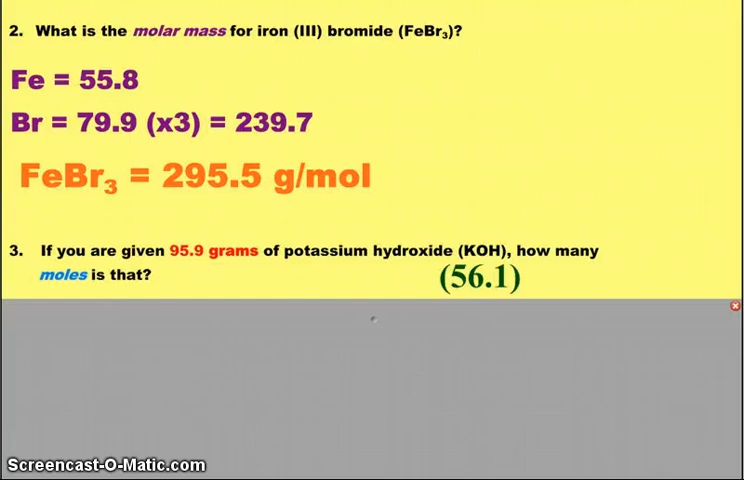 2. What is the molar mass for iron (III) bromide (FeBr₃)?
Fe = 55.8
Br = 79.9 (x3) = 239.7
FeBr₃ = 295.5 g/mol
3. If you are given 95.9 grams of potassium hydroxide (KOH), how many
moles is that?
(56.1)
Screencast-O-Matic.com